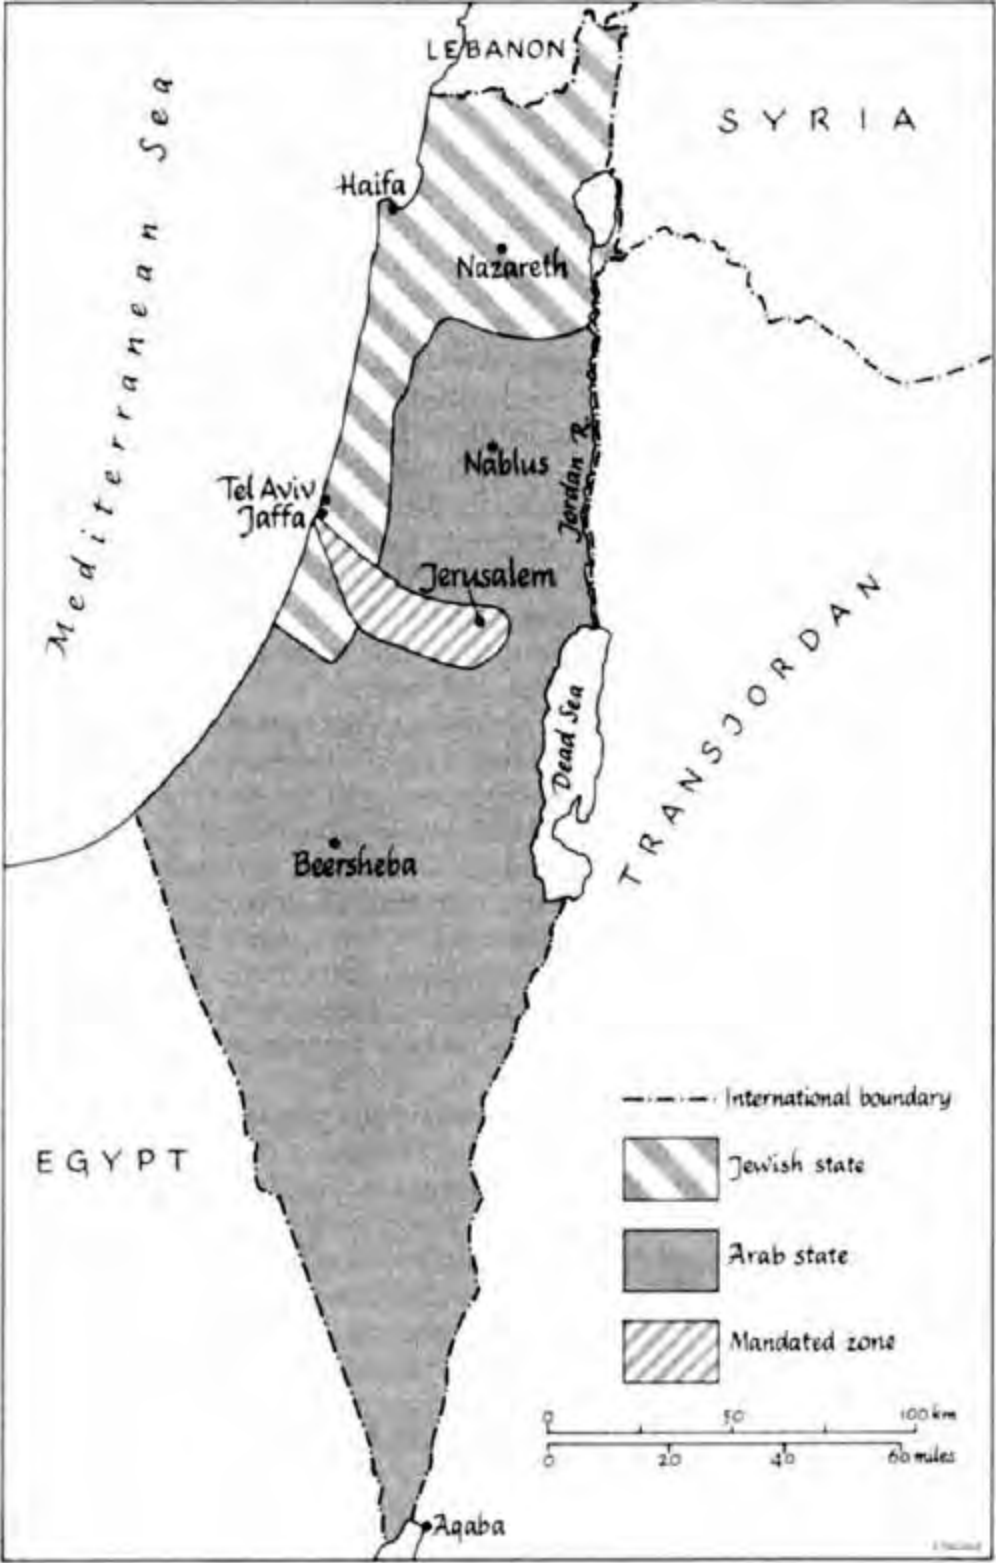 LEBANON
SYRIA
Mediterranean Sea
Haifa
Nazareth
Nablus
Jordan R.
Tel Aviv
Jaffa
Jerusalem
TRANSJORDAN
Dead Sea
Beersheba
EGYPT
International boundary
Jewish state
Arab state
Mandated zone
0 50 100 km
0 20 40 60 miles
Aqaba